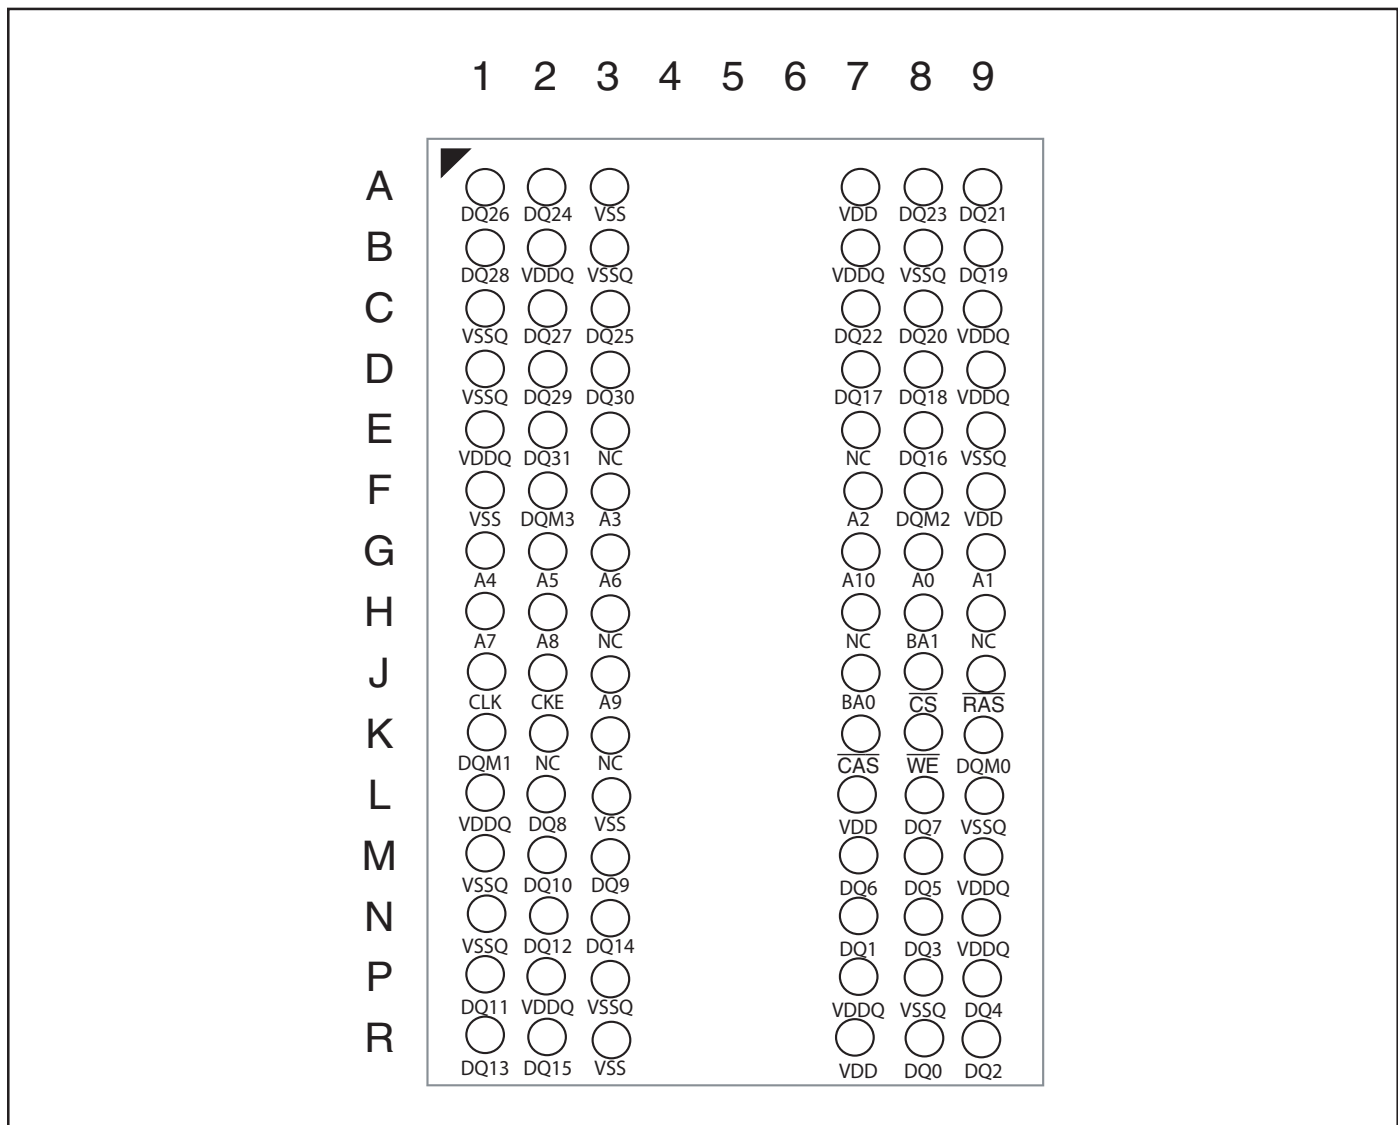 1 2 3 4 5 6 7 8 9
A
DQ26 DQ24 VSS VDD DQ23 DQ21
B
DQ28 VDDQ VSSQ VDDQ VSSQ DQ19
C
VSSQ DQ27 DQ25 DQ22 DQ20 VDDQ
D
VSSQ DQ29 DQ30 DQ17 DQ18 VDDQ
E
VDDQ DQ31 NC NC DQ16 VSSQ
F
VSS DQM3 A3 A2 DQM2 VDD
G
A4 A5 A6 A10 A0 A1
H
A7 A8 NC NC BA1 NC
J
CLK CKE A9 BA0 C̅S̅ R̅A̅S̅
K
DQM1 NC NC C̅A̅S̅ W̅E̅ DQM0
L
VDDQ DQ8 VSS VDD DQ7 VSSQ
M
VSSQ DQ10 DQ9 DQ6 DQ5 VDDQ
N
VSSQ DQ12 DQ14 DQ1 DQ3 VDDQ
P
DQ11 VDDQ VSSQ VDDQ VSSQ DQ4
R
DQ13 DQ15 VSS VDD DQ0 DQ2